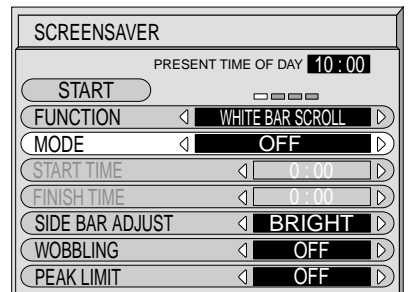 SCREENSAVER
PRESENT TIME OF DAY 10:00
START
FUNCTION WHITE BAR SCROLL
MODE OFF
START TIME 0:00
FINISH TIME 0:00
SIDE BAR ADJUST BRIGHT
WOBBLING OFF
PEAK LIMIT OFF